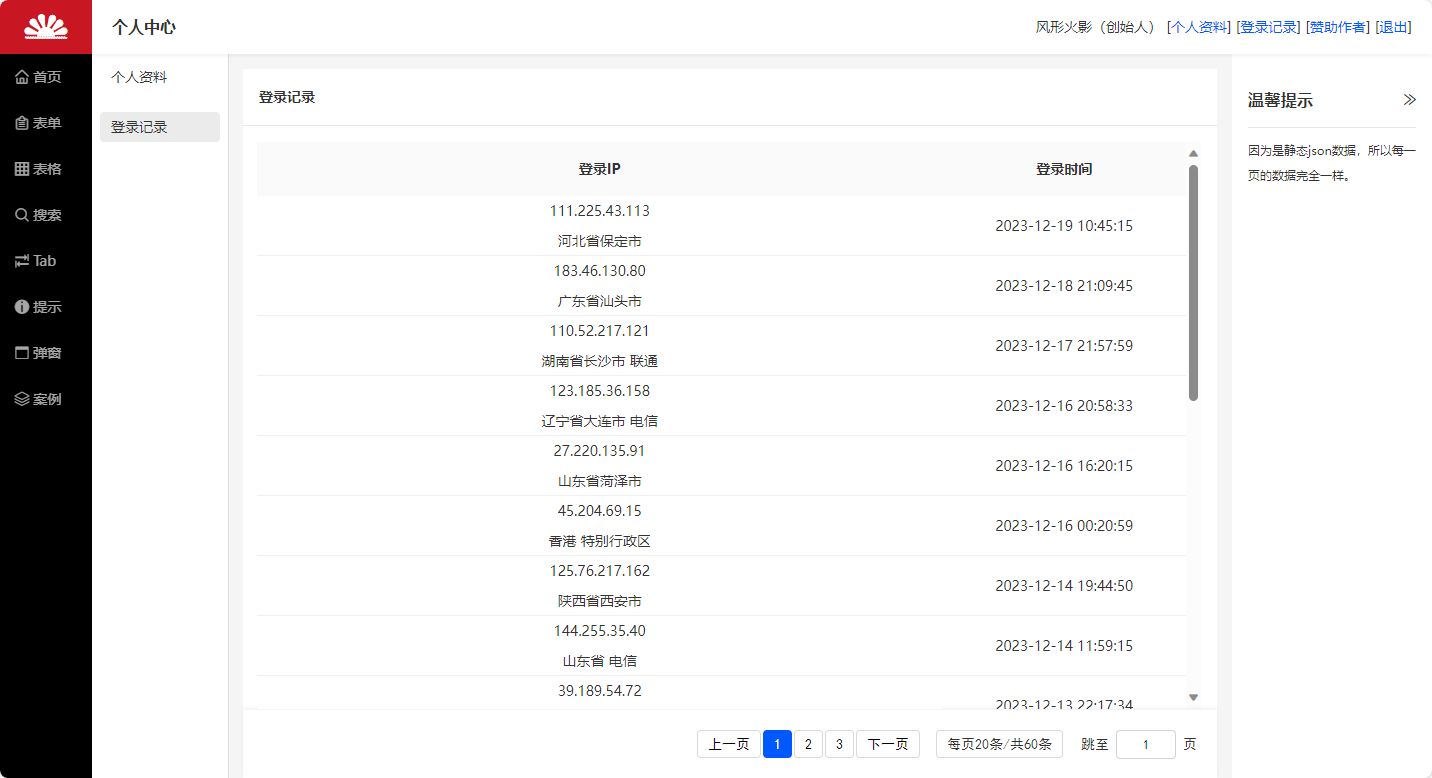 个人中心
风形火影（创始人） [个人资料] [登录记录] [赞助作者] [退出]
首页
表单
表格
搜索
Tab
提示
弹窗
案例
个人资料
登录记录
登录记录
登录IP 登录时间
111.225.43.113
河北省保定市
2023-12-19 10:45:15
183.46.130.80
广东省汕头市
2023-12-18 21:09:45
110.52.217.121
湖南省长沙市 联通
2023-12-17 21:57:59
123.185.36.158
辽宁省大连市 电信
2023-12-16 20:58:33
27.220.135.91
山东省菏泽市
2023-12-16 16:20:15
45.204.69.15
香港 特别行政区
2023-12-16 00:20:59
125.76.217.162
陕西省西安市
2023-12-14 19:44:50
144.255.35.40
山东省 电信
2023-12-14 11:59:15
39.189.54.72
2023-12-13 22:17:34
上一页 1 2 3 下一页 每页20条/共60条 跳至 1 页
温馨提示
因为是静态json数据，所以每一
页的数据完全一样。